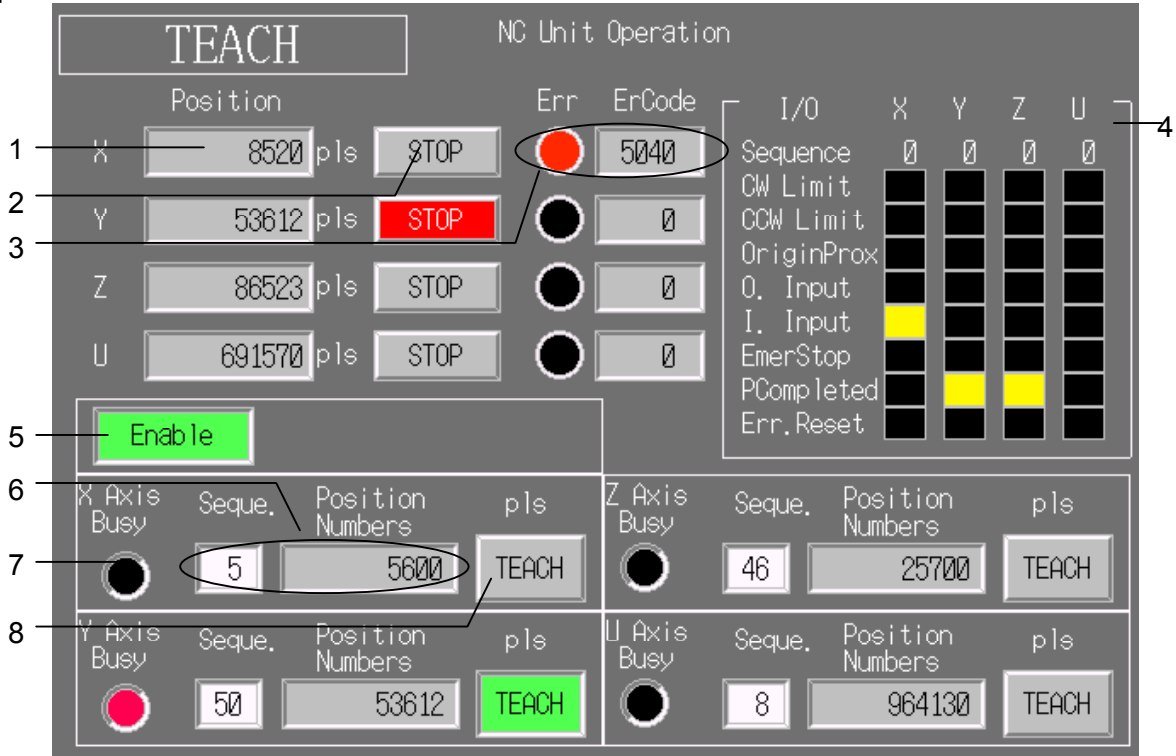 TEACH
NC Unit Operation
Position Err ErCode
1 X 8520 pls STOP 5040
2 Y 53612 pls STOP 0
3
Z 86523 pls STOP 0
U 691570 pls STOP 0
I/O X Y Z U 4
Sequence 0 0 0 0
CW Limit
CCW Limit
OriginProx
O. Input
I. Input
EmerStop
PCompleted
Err.Reset
5 Enable
6
X Axis Busy Seque. Position Numbers pls
7 5 5600 TEACH
8
Z Axis Busy Seque. Position Numbers pls
46 25700 TEACH
Y Axis Busy Seque. Position Numbers pls
50 53612 TEACH
U Axis Busy Seque. Position Numbers pls
8 964130 TEACH